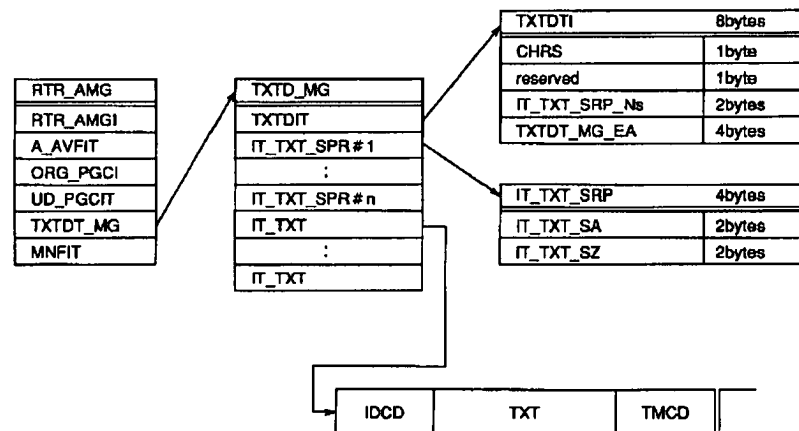 RTR_AMG
RTR_AMGI
A_AVFIT
ORG_PGCI
UD_PGCIT
TXTDT_MG
MNFIT
TXTD_MG
TXTDIT
IT_TXT_SPR#1
:
IT_TXT_SPR#n
IT_TXT
:
IT_TXT
TXTDTI 8bytes
CHRS 1byte
reserved 1byte
IT_TXT_SRP_Ns 2bytes
TXTDT_MG_EA 4bytes
IT_TXT_SRP 4bytes
IT_TXT_SA 2bytes
IT_TXT_SZ 2bytes
IDCD TXT TMCD